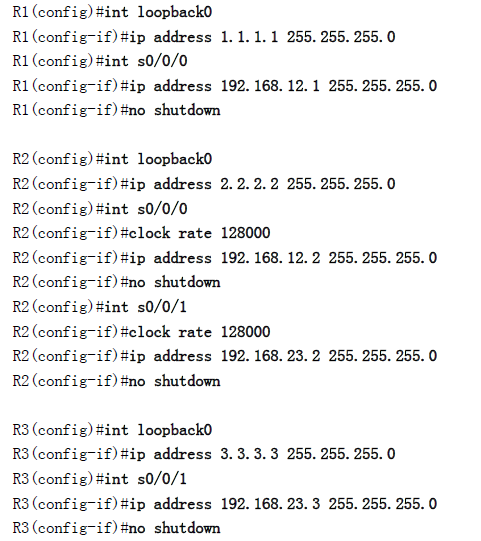 R1(config)#int loopback0
R1(config-if)#ip address 1.1.1.1 255.255.255.0
R1(config)#int s0/0/0
R1(config-if)#ip address 192.168.12.1 255.255.255.0
R1(config-if)#no shutdown
R2(config)#int loopback0
R2(config-if)#ip address 2.2.2.2 255.255.255.0
R2(config)#int s0/0/0
R2(config-if)#clock rate 128000
R2(config-if)#ip address 192.168.12.2 255.255.255.0
R2(config-if)#no shutdown
R2(config-if)#int s0/0/1
R2(config-if)#clock rate 128000
R2(config-if)#ip address 192.168.23.2 255.255.255.0
R2(config-if)#no shutdown
R3(config)#int loopback0
R3(config-if)#ip address 3.3.3.3 255.255.255.0
R3(config)#int s0/0/1
R3(config-if)#ip address 192.168.23.3 255.255.255.0
R3(config-if)#no shutdown